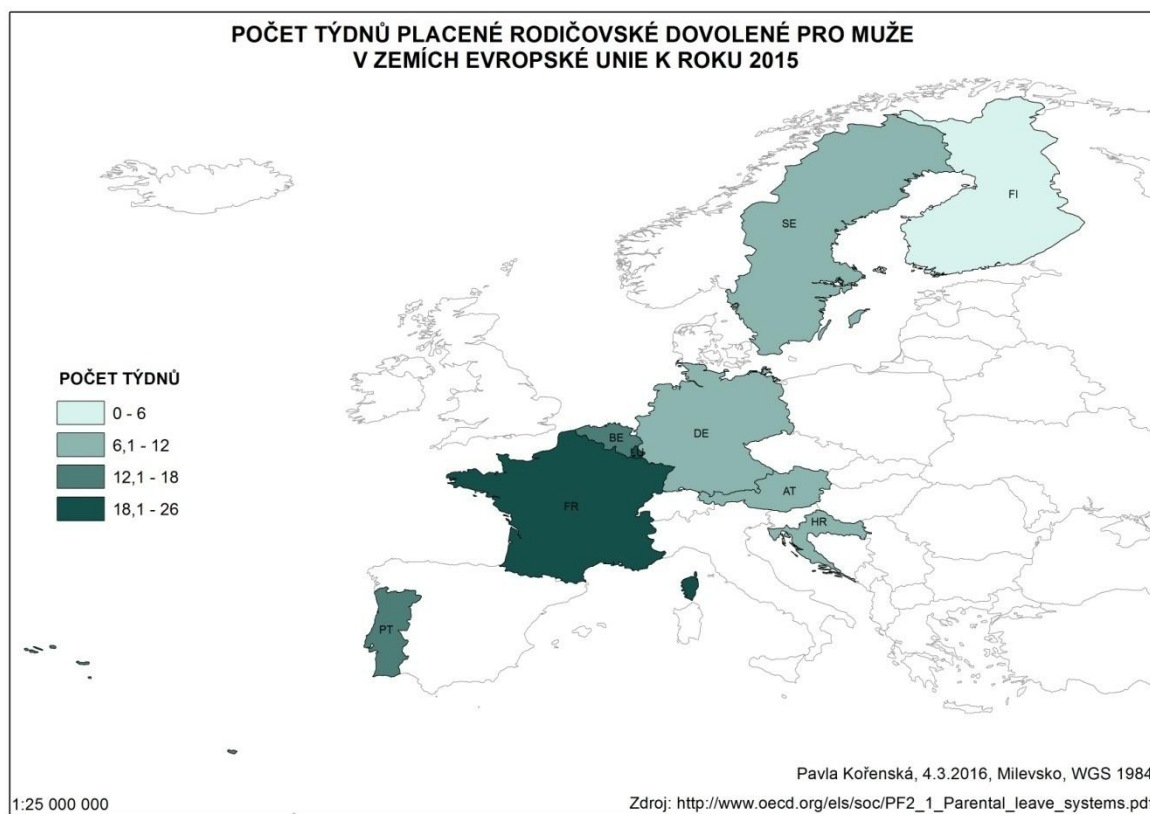 POČET TÝDNŮ PLACENÉ RODIČOVSKÉ DOVOLENÉ PRO MUŽE
V ZEMÍCH EVROPSKÉ UNIE K ROKU 2015
FI
SE
POČET TÝDNŮ
0 - 6
6,1 - 12
12,1 - 18
18,1 - 26
BE
LU
DE
FR
AT
HR
PT
Pavla Kořenská, 4.3.2016, Milevsko, WGS 1984
1:25 000 000
Zdroj: http://www.oecd.org/els/soc/PF2_1_Parental_leave_systems.pdf